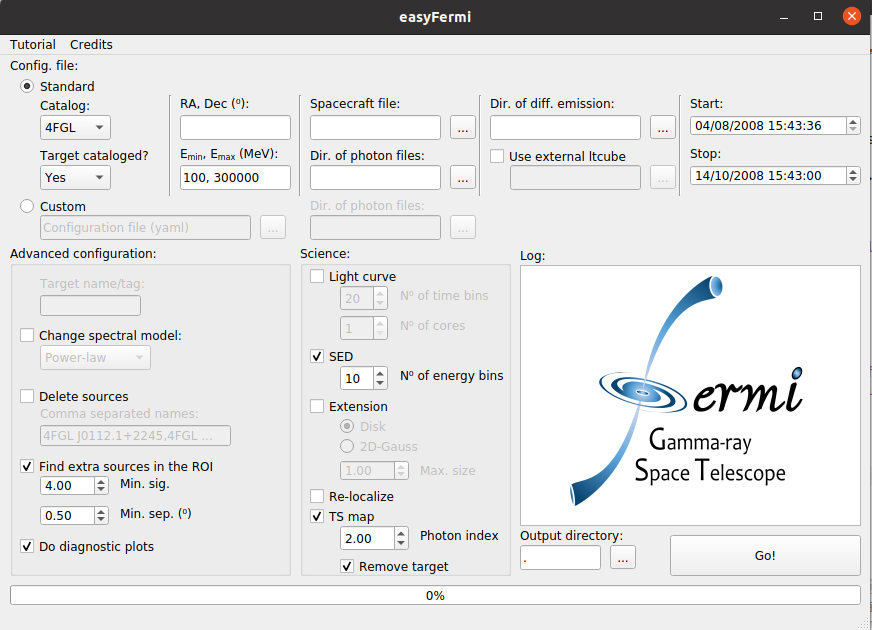 easyFermi
Tutorial Credits
Config. file:
Standard
Catalog:
4FGL
Target cataloged?
Yes
RA, Dec (º):
Emin, Emax (MeV):
100, 300000
Spacecraft file:
...
Dir. of photon files:
...
Dir. of diff. emission:
...
Use external ltcube
...
Start:
04/08/2008 15:43:36
Stop:
14/10/2008 15:43:00
Custom
Configuration file (yaml)
...
Dir. of photon files:
...
Advanced configuration:
Target name/tag:
Change spectral model:
Power-law
Delete sources
Comma separated names:
4FGL J0112.1+2245,4FGL ...
Find extra sources in the ROI
4.00 Min. sig.
0.50 Min. sep. (º)
Do diagnostic plots
Science:
Light curve
20 Nº of time bins
1 Nº of cores
SED
10 Nº of energy bins
Extension
Disk
2D-Gauss
1.00 Max. size
Re-localize
TS map
2.00 Photon index
Remove target
Log:
Fermi
Gamma-ray
Space Telescope
Output directory:
. ...
Go!
0%